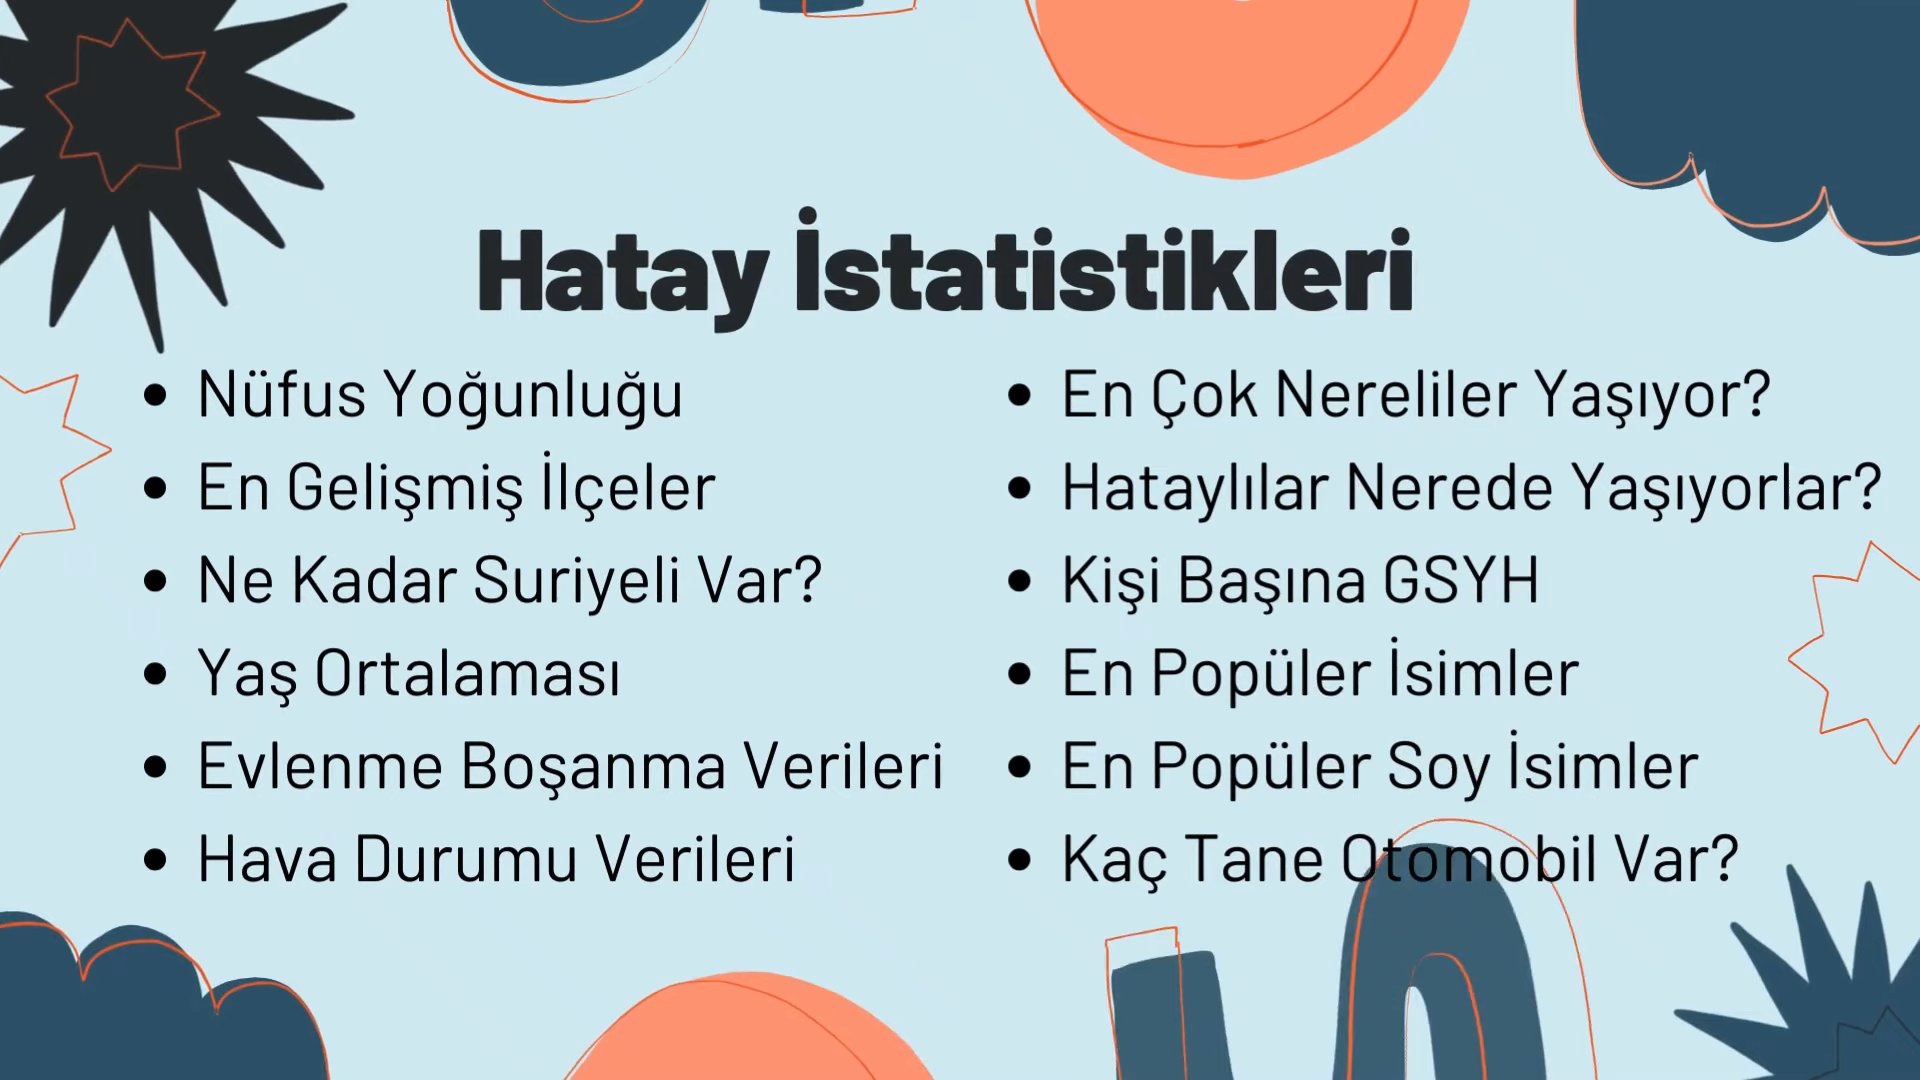 Hatay İstatistikleri
Nüfus Yoğunluğu
En Gelişmiş İlçeler
Ne Kadar Suriyeli Var?
Yaş Ortalaması
Evlenme Boşanma Verileri
Hava Durumu Verileri
En Çok Nereliler Yaşıyor?
Hataylılar Nerede Yaşıyorlar?
Kişi Başına GSYH
En Popüler İsimler
En Popüler Soy İsimler
Kaç Tane Otomobil Var?